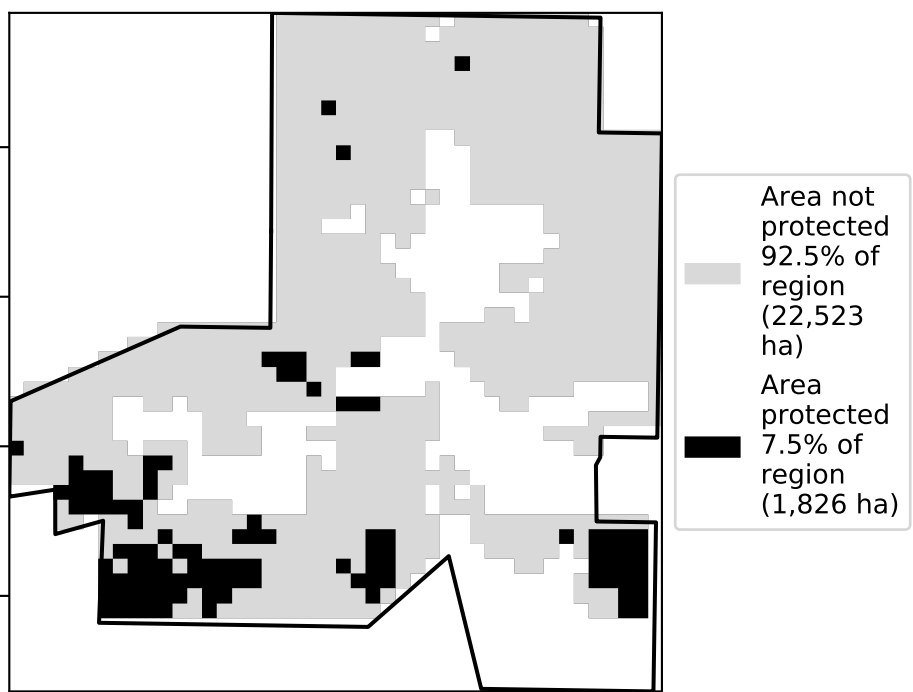 Area not
protected
92.5% of
region
(22,523
ha)
Area
protected
7.5% of
region
(1,826 ha)